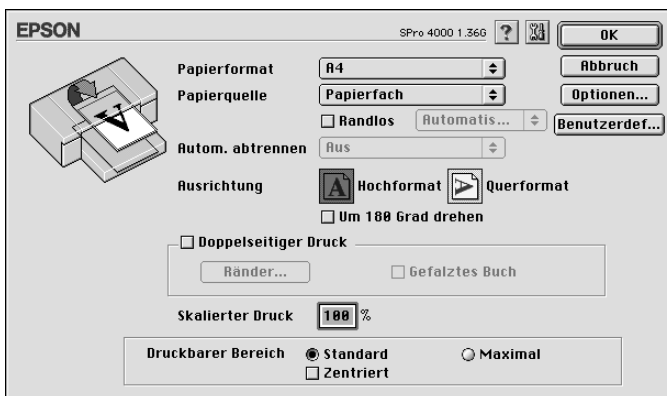 EPSON
SPro 4000 1.36G ?
OK
Papierformat A4
Abbruch
Papierquelle Papierfach
Optionen...
Randlos Automatis...
Benutzerdef...
Autom. abtrennen Aus
Ausrichtung A Hochformat A Querformat
Um 180 Grad drehen
Doppelseitiger Druck
Ränder... Gefalztes Buch
Skalierter Druck 100 %
Druckbarer Bereich Standard Maximal
Zentriert